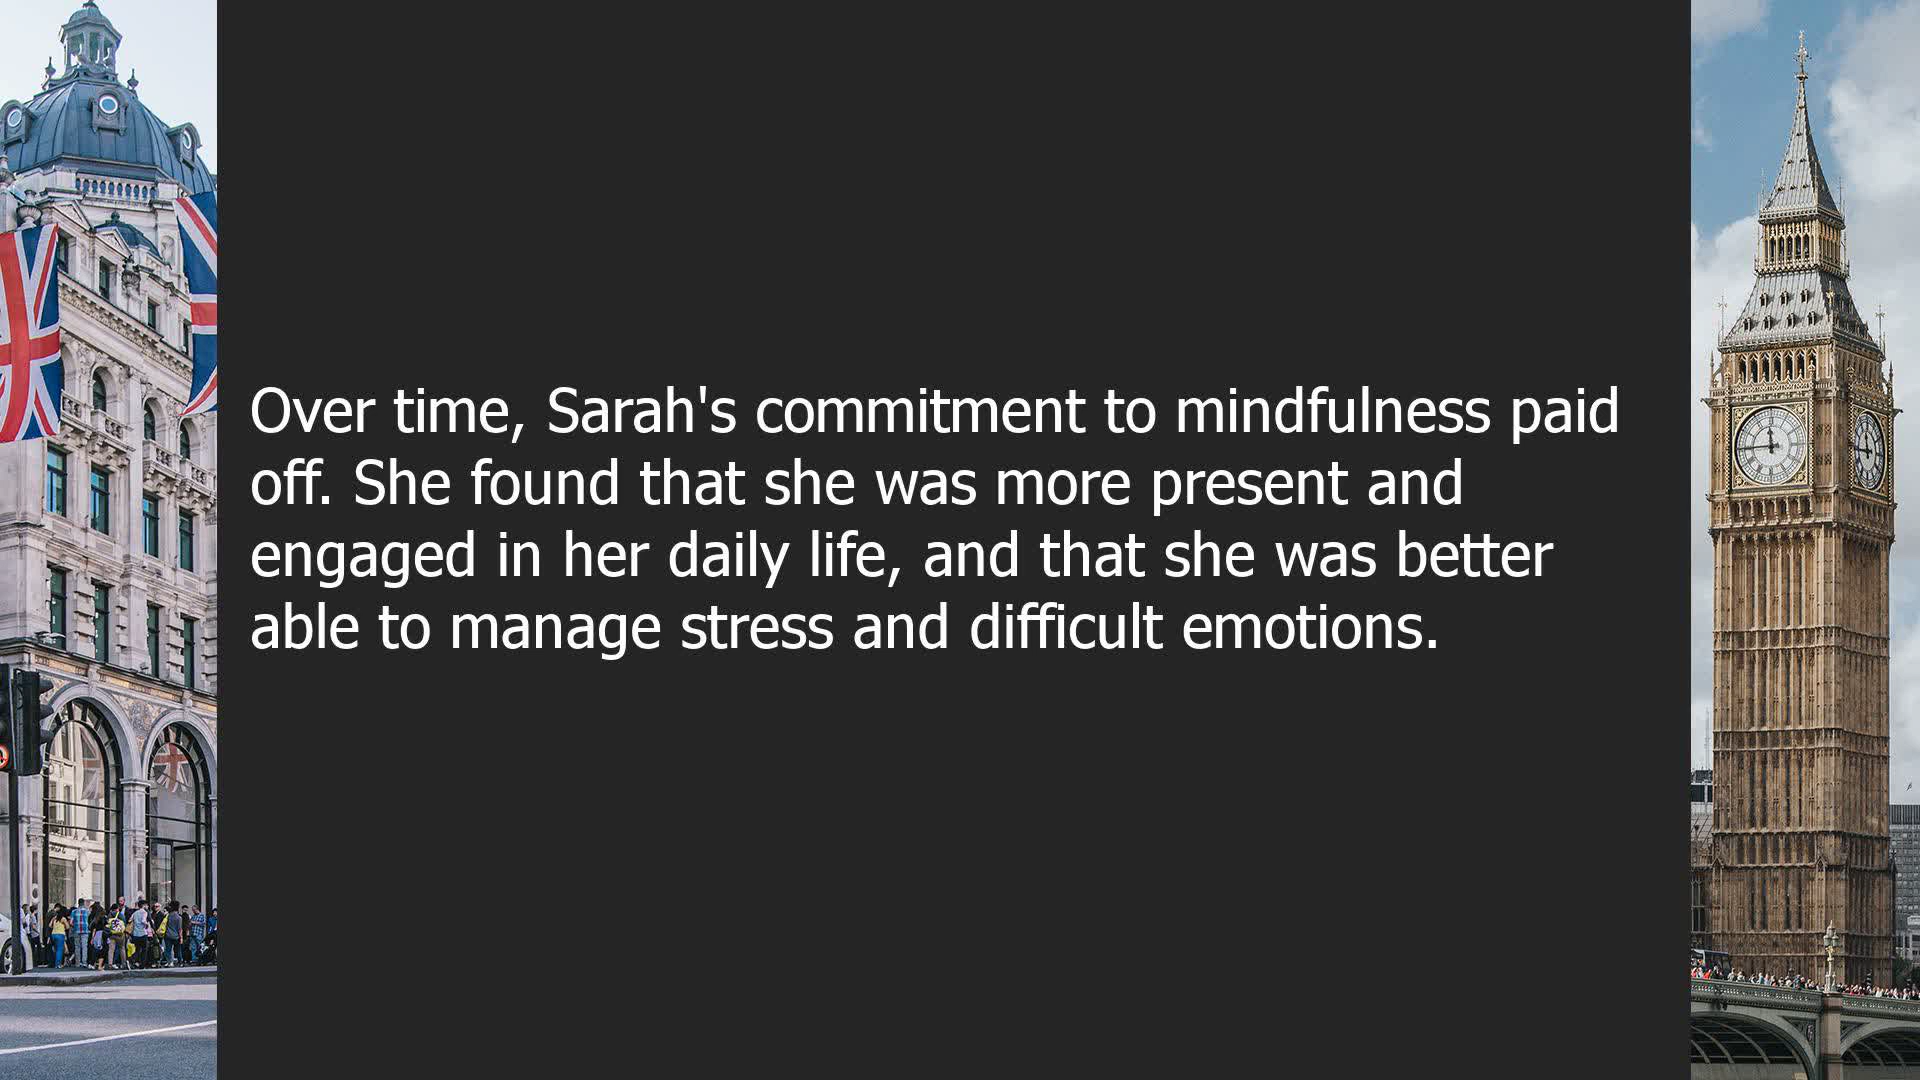 Over time, Sarah's commitment to mindfulness paid
off. She found that she was more present and
engaged in her daily life, and that she was better
able to manage stress and difficult emotions.